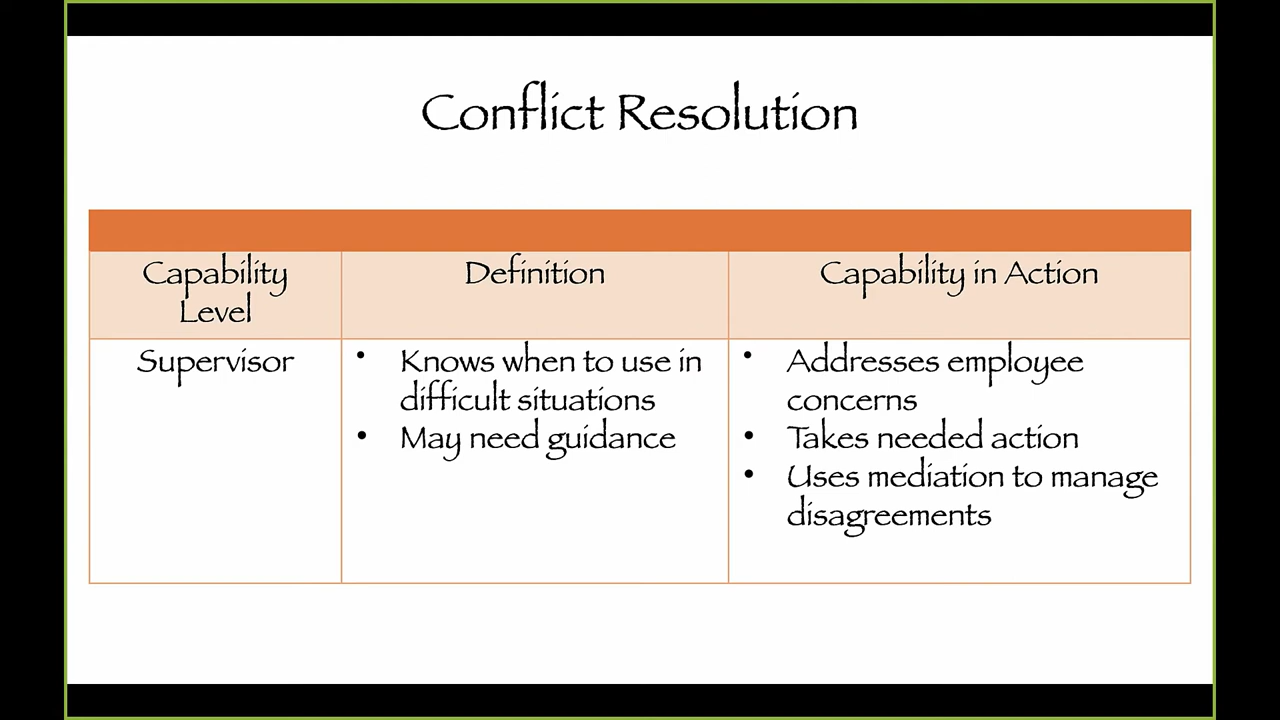 Conflict Resolution
Capability
Level
Definition
Capability in Action
Supervisor
• Knows when to use in
difficult situations
• May need guidance
• Addresses employee
concerns
• Takes needed action
• Uses mediation to manage
disagreements